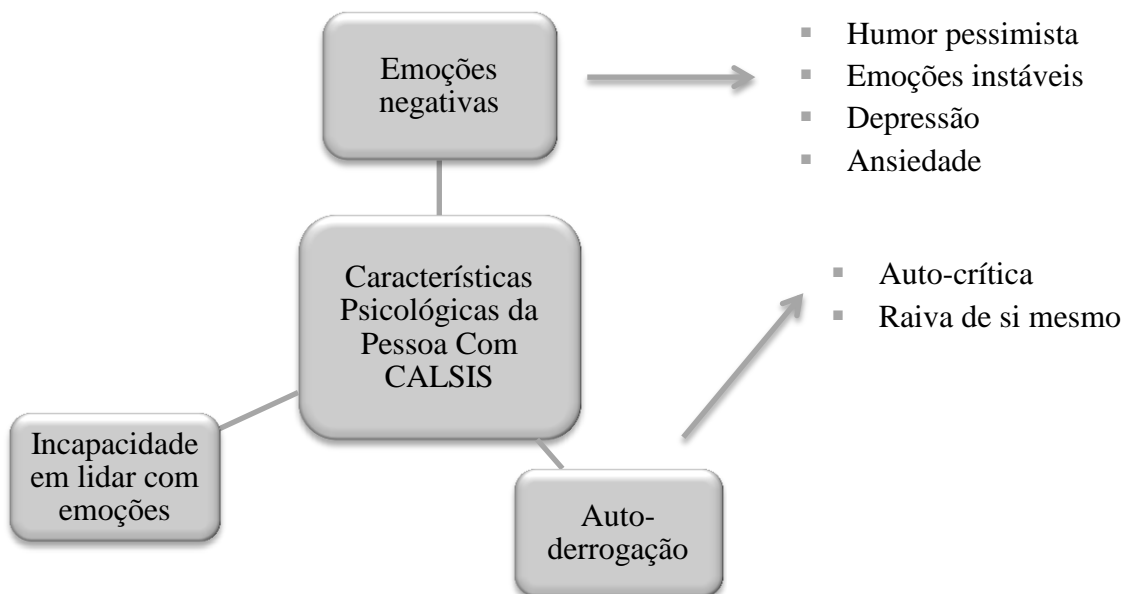 Emoções
negativas
Humor pessimista
Emoções instáveis
Depressão
Ansiedade
Características
Psicológicas da
Pessoa Com
CALSIS
Auto-crítica
Raiva de si mesmo
Incapacidade
em lidar com
emoções
Auto-
derrogação